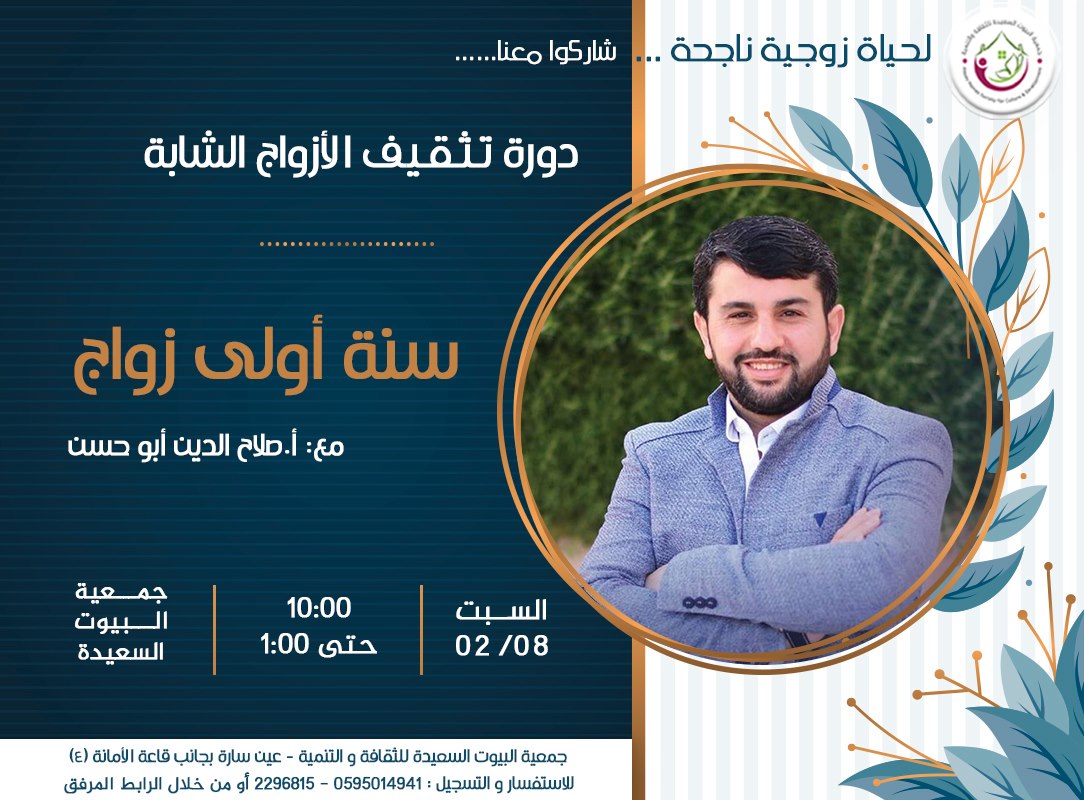 لحياة زوجية ناجحة ... شاركوا معنا......
دورة تثقيف الأزواج الشابة
سنة أولى زواج
مع: أ.صلاح الدين أبو حسن
السبت
02/08
10:00
حتى 1:00
جمعية
البيوت
السعيدة
جمعية البيوت السعيدة للثقافة و التنمية - عين سارة بجانب قاعة الأمانة (٤)
للاستفسار و التسجيل : 0595014941 - 2296815 أو من خلال الرابط المرفق